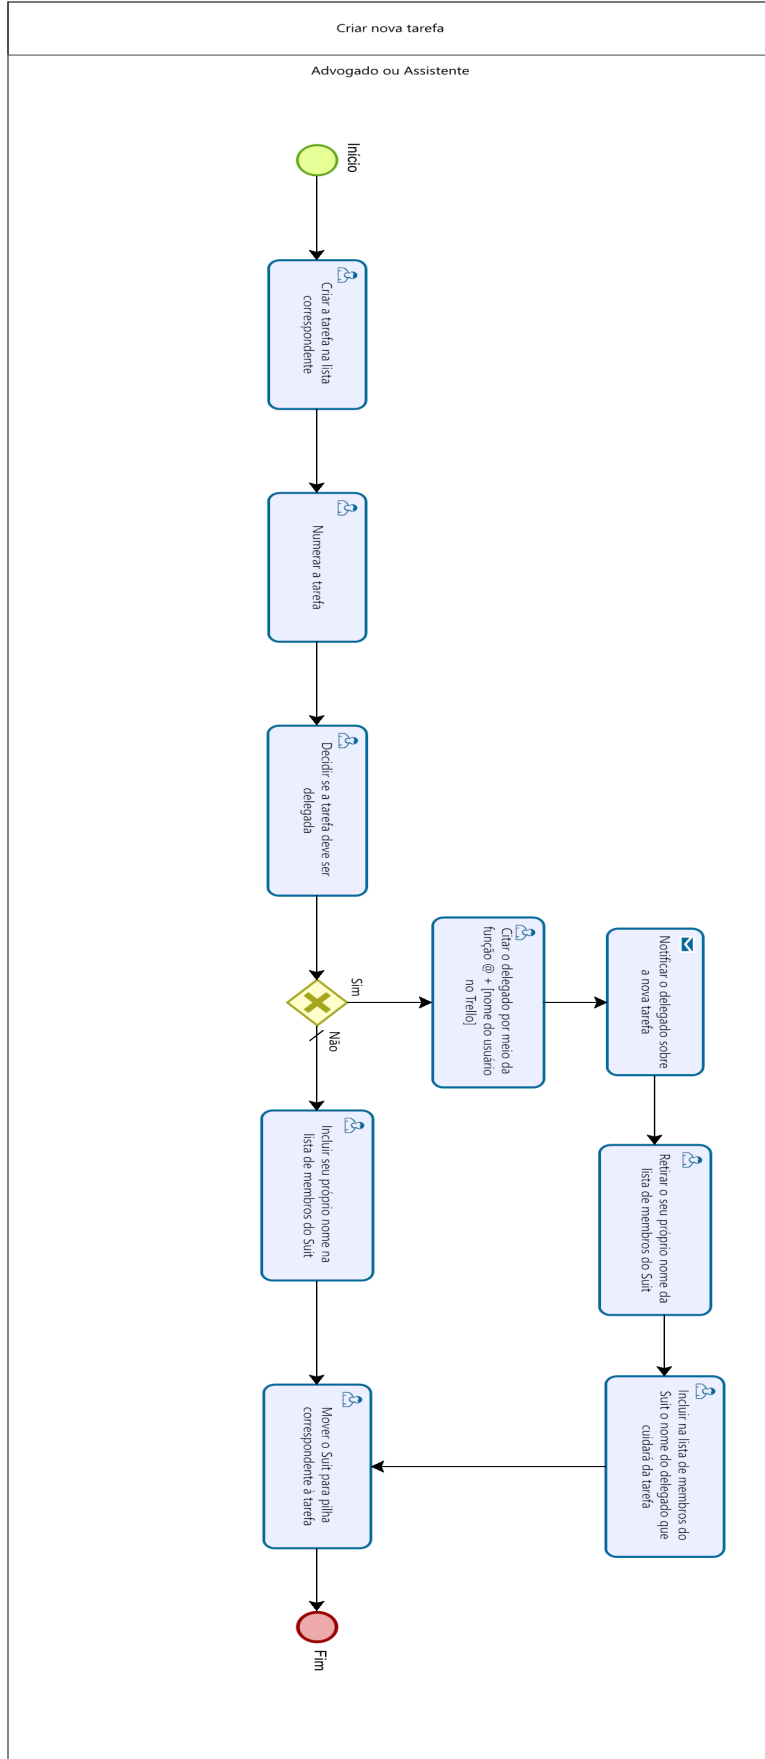 Criar nova tarefa
Advogado ou Assistente
Início
Criar a tarefa na lista
correspondente
Numerar a tarefa
Decidir se a tarefa deve ser
delegada
Sim
Não
Citar o delegado por meio da
função @ + [nome do usuário
no Trello]
Notificar o delegado sobre
a nova tarefa
Retirar o seu próprio nome da
lista de membros do Suit
Incluir na lista de membros do
Suit o nome do delegado que
cuidará da tarefa
Incluir seu próprio nome na
lista de membros do Suit
Mover o Suit para pilha
correspondente à tarefa
Fim